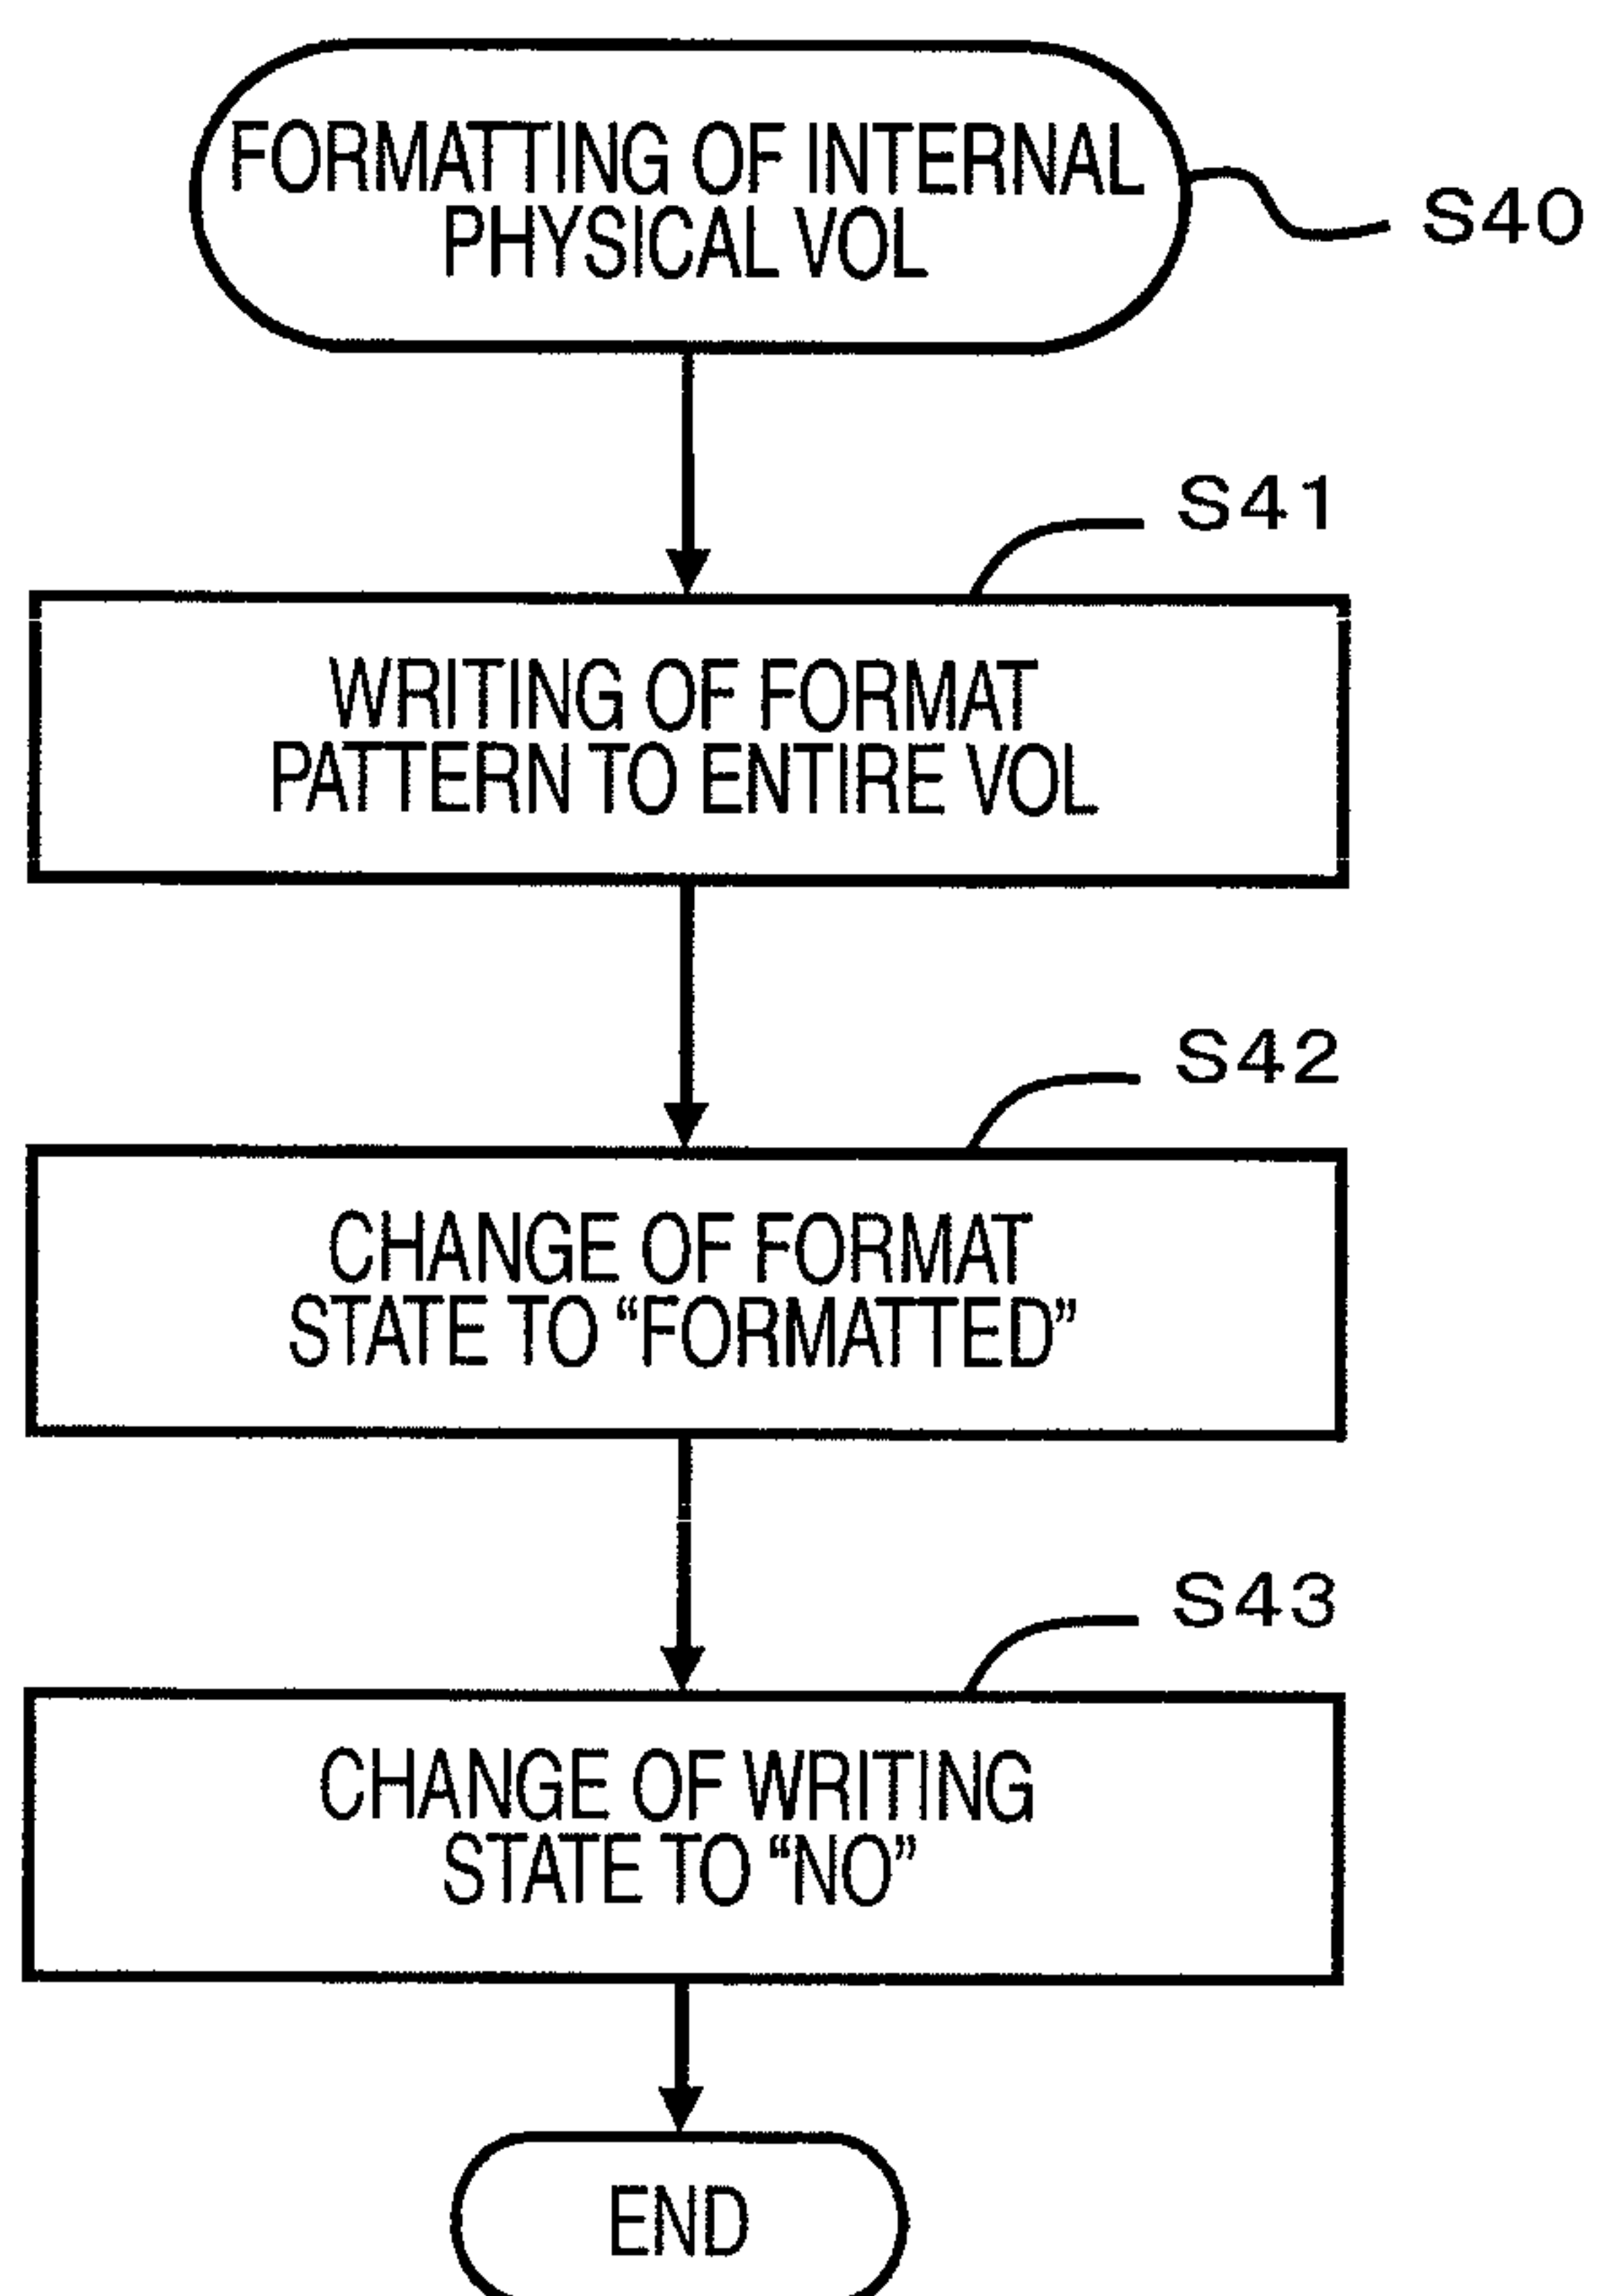 FORMATTING OF INTERNAL
PHYSICAL VOL
S40
S41
WRITING OF FORMAT
PATTERN TO ENTIRE VOL
S42
CHANGE OF FORMAT
STATE TO “FORMATTED”
S43
CHANGE OF WRITING
STATE TO “NO”
END